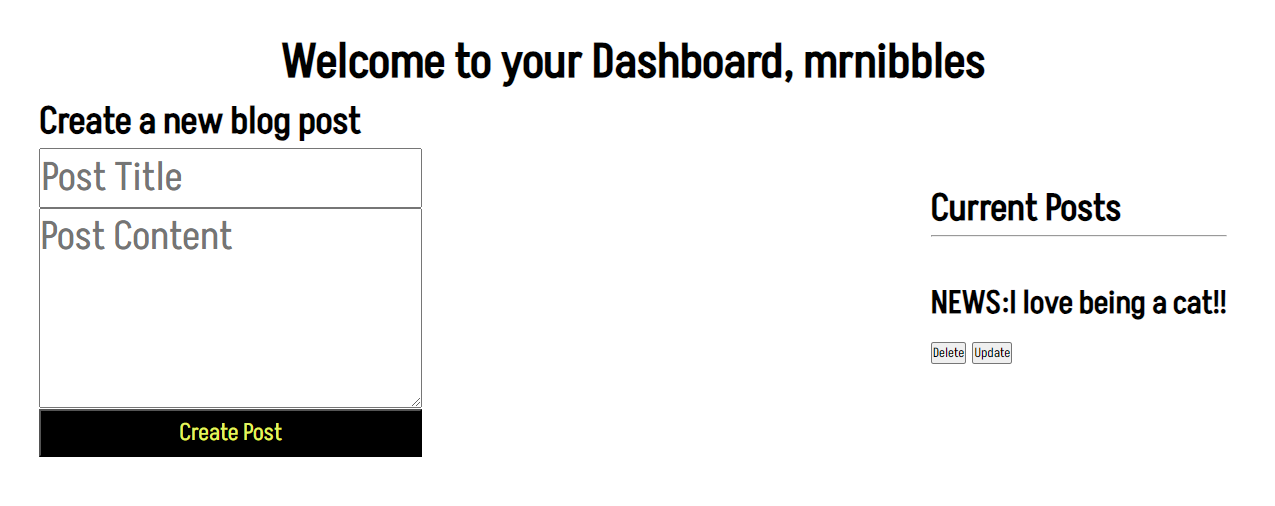 Welcome to your Dashboard, mrnibbles
Create a new blog post
Post Title
Post Content
Create Post
Current Posts
NEWS:I love being a cat!!
Delete Update